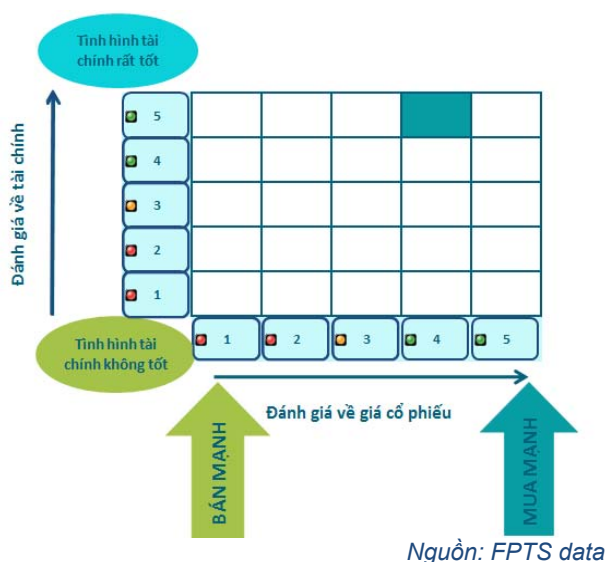 Tình hình tài
chính rất tốt
Đánh giá về tài chính
5
4
3
2
1
Tình hình tài
chính không tốt
1 2 3 4 5
Đánh giá về giá cổ phiếu
BÁN MẠNH
MUA MẠNH
Nguồn: FPTS data